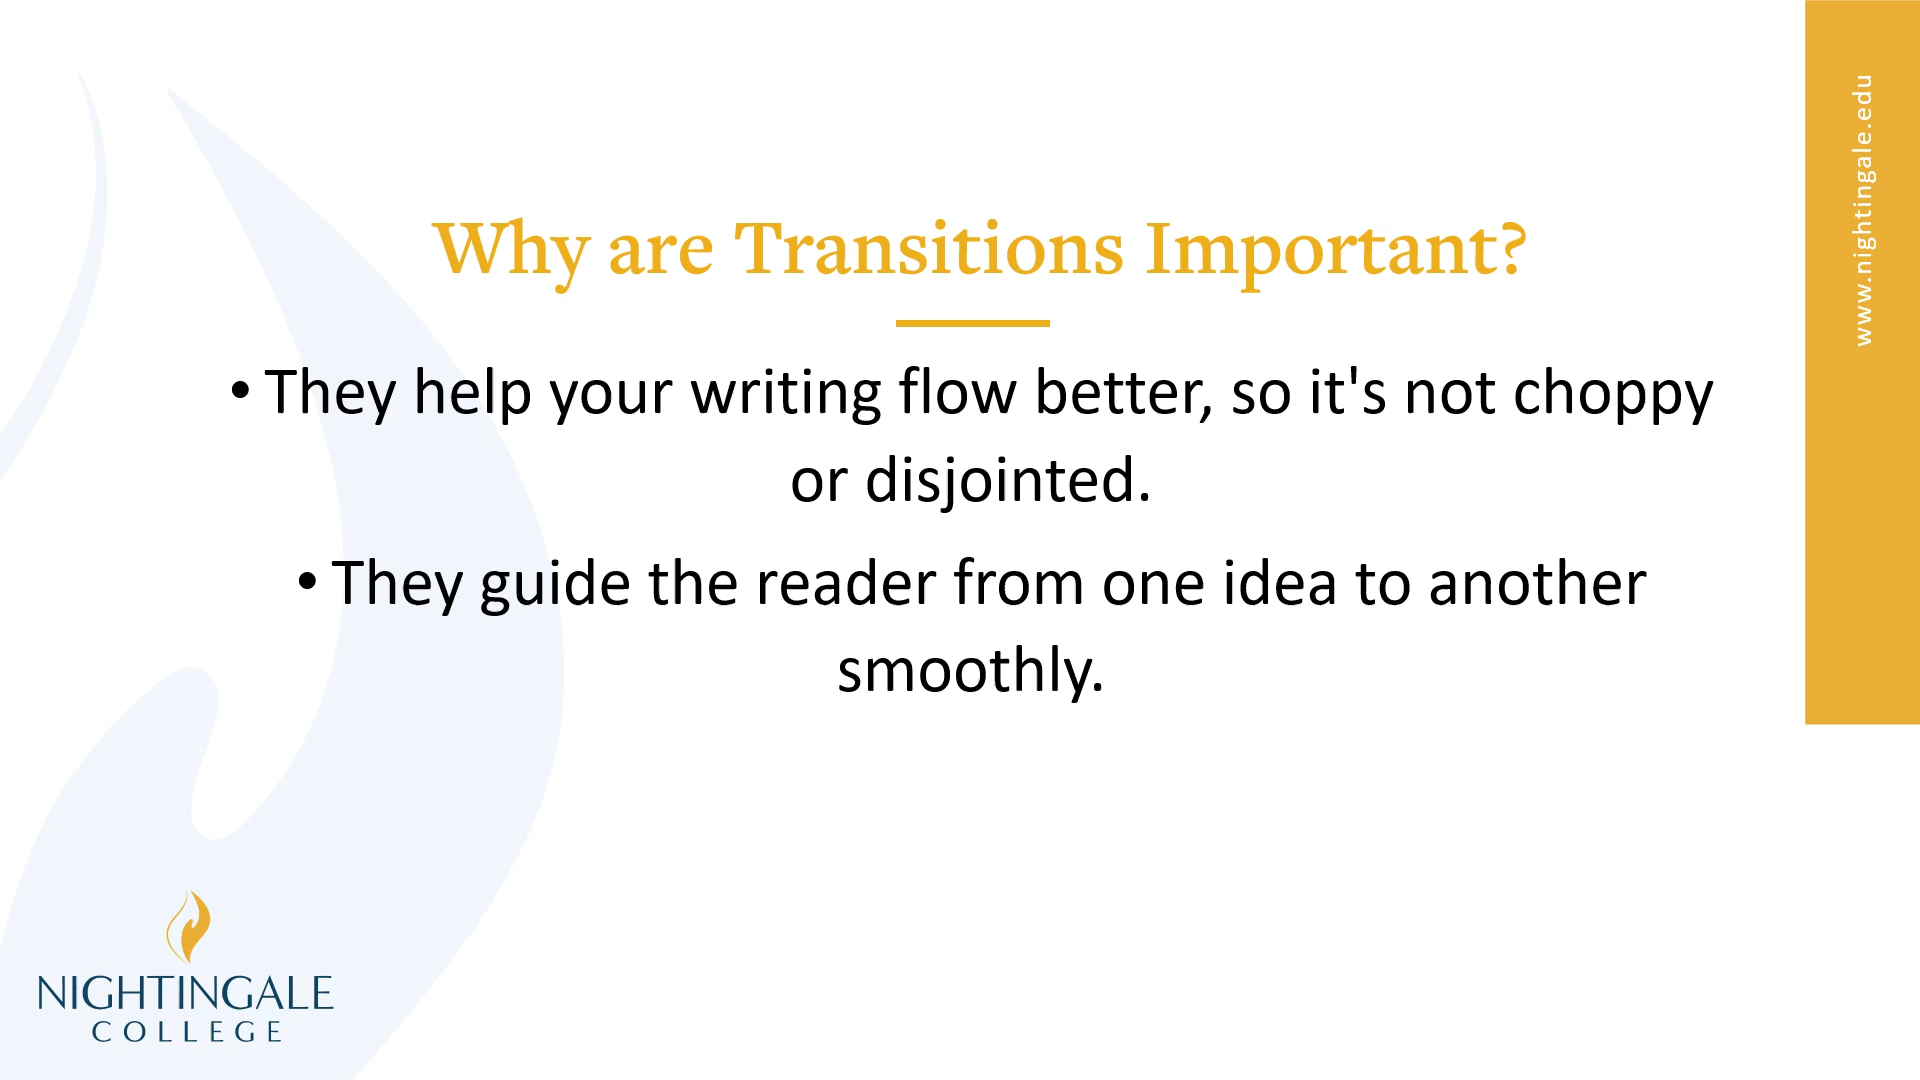 Why are Transitions Important?
• They help your writing flow better, so it's not choppy
or disjointed.
• They guide the reader from one idea to another
smoothly.
www.nightingale.edu
NIGHTINGALE
COLLEGE